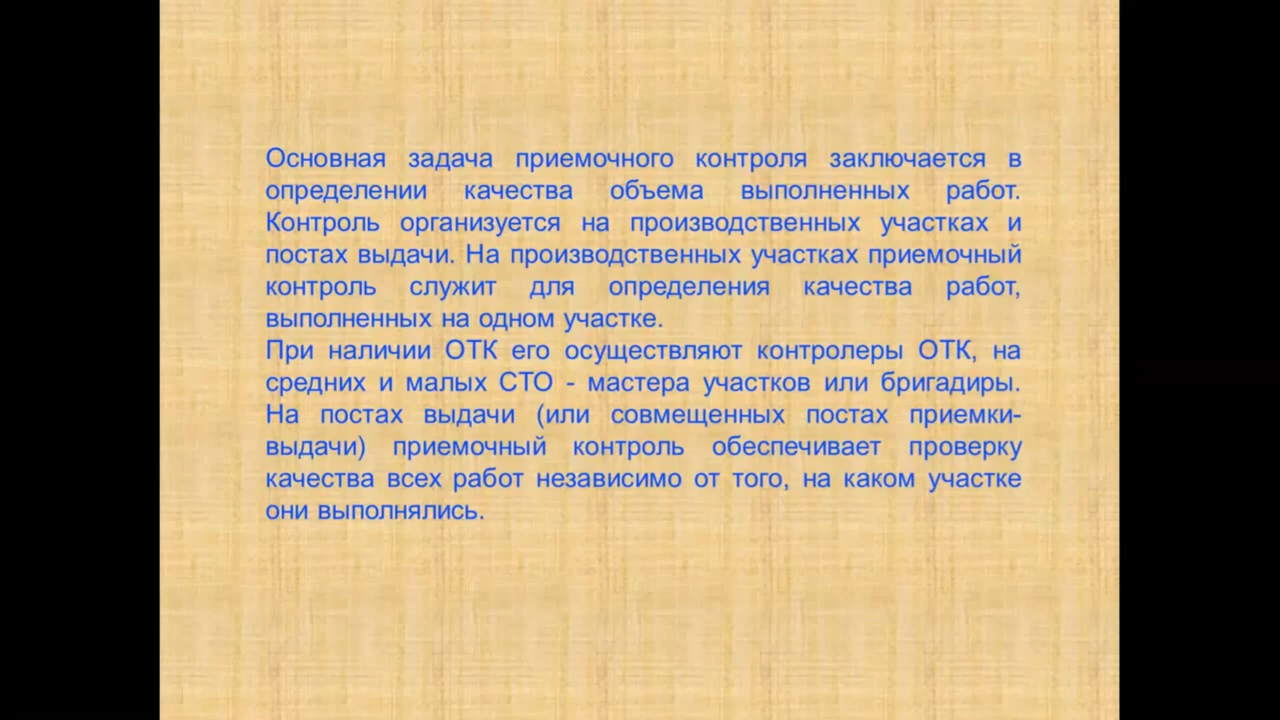 Основная задача приемочного контроля заключается в
определении качества объема выполненных работ.
Контроль организуется на производственных участках и
постах выдачи. На производственных участках приемочный
контроль служит для определения качества работ,
выполненных на одном участке.
При наличии ОТК его осуществляют контролеры ОТК, на
средних и малых СТО - мастера участков или бригадиры.
На постах выдачи (или совмещенных постах приемки-
выдачи) приемочный контроль обеспечивает проверку
качества всех работ независимо от того, на каком участке
они выполнялись.